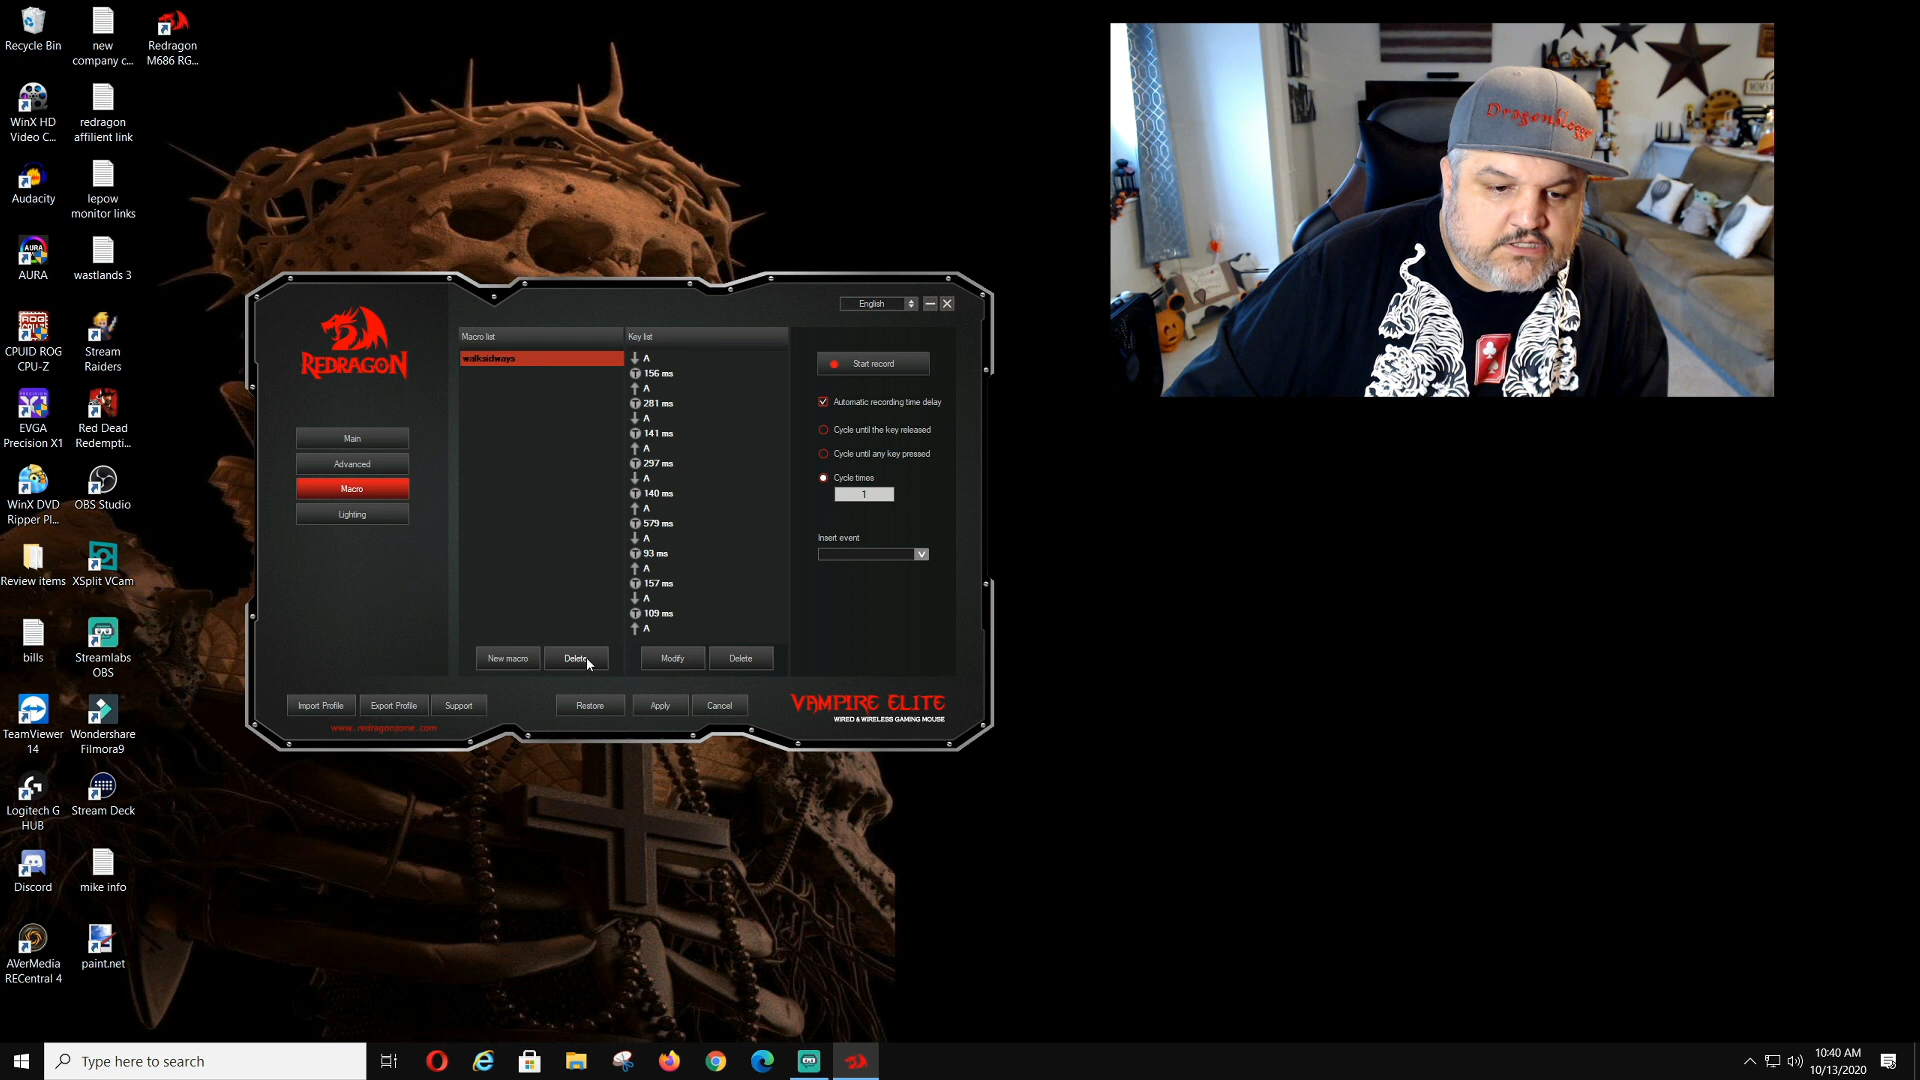 Recycle Bin
new
company c...
Redragon
M686 RG...
WinX HD
Video C...
redragon
affilient link
Audacity
lepow
monitor links
AURA
AURA
wastlands 3
CPUID ROG
CPU-Z
Stream
Raiders
EVGA
Precision X1
Red Dead
Redempti...
WinX DVD
Ripper Pl...
OBS Studio
Review items
XSplit VCam
bills
Streamlabs
OBS
TeamViewer
14
Wondershare
Filmora9
Logitech G
HUB
Stream Deck
Discord
mike info
AVerMedia
RECentral 4
paint.net
REDRAGON
English
Main
Advanced
Macro
Lighting
Macro list
walksidways
New macro
Delete
Key list
A
156 ms
A
281 ms
A
141 ms
A
297 ms
A
140 ms
A
579 ms
A
93 ms
A
157 ms
A
109 ms
A
Modify
Delete
Start record
Automatic recording time delay
Cycle until the key released
Cycle until any key pressed
Cycle times
1
Insert event
Import Profile
Export Profile
Support
Restore
Apply
Cancel
VAMPIRE ELITE
WIRED & WIRELESS GAMING MOUSE
www.redragonzone.com
Type here to search
10:40 AM
10/13/2020